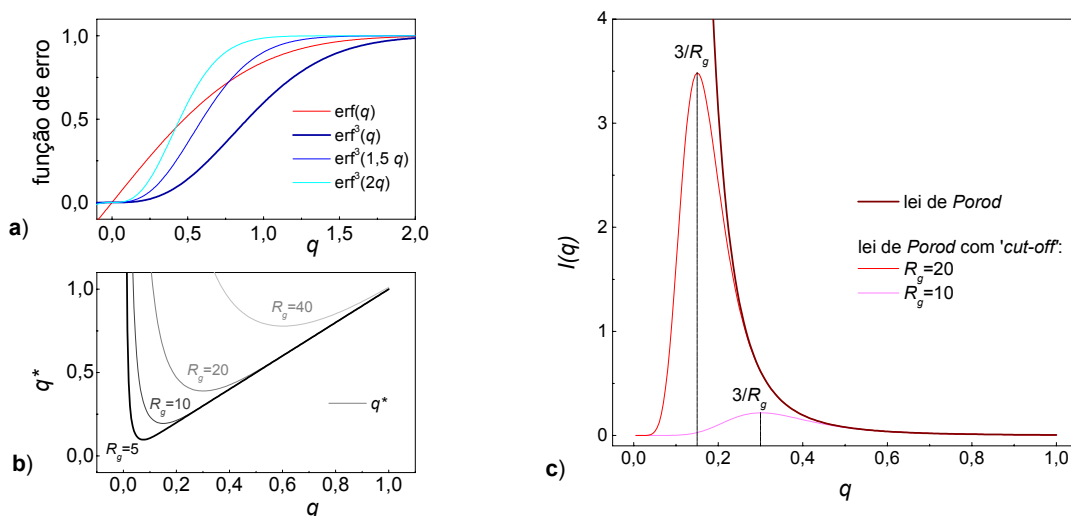 função de erro
1,0
0,5
0,0
erf(q)
erf³(q)
erf³(1,5 q)
erf³(2q)
0,0 0,5 1,0 1,5 2,0
q
a)
q*
1,0
0,5
0,0
R_g=40
R_g=20
R_g=10
R_g=5
q*
0,0 0,2 0,4 0,6 0,8 1,0
q
b)
I(q)
4
3
2
1
0
3/R_g
lei de Porod
lei de Porod com 'cut-off':
R_g=20
R_g=10
3/R_g
0,0 0,2 0,4 0,6 0,8 1,0
q
c)